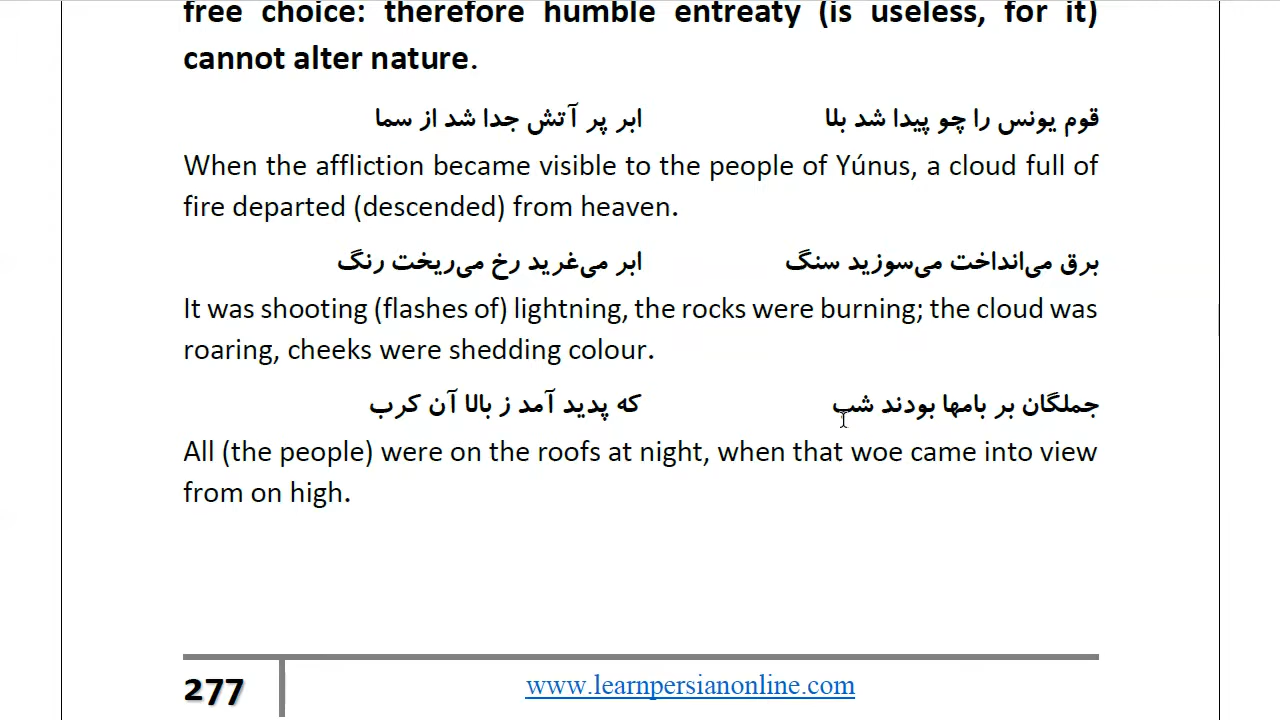 free choice: therefore humble entreaty (is useless, for it)
cannot alter nature.
قوم یونس را چو پیدا شد بلا ابر پر آتش جدا شد از سما
When the affliction became visible to the people of Yúnus, a cloud full of
fire departed (descended) from heaven.
برق می‌انداخت می‌سوزید سنگ ابر می‌غرید رخ می‌ریخت رنگ
It was shooting (flashes of) lightning, the rocks were burning; the cloud was
roaring, cheeks were shedding colour.
جملگان بر بامها بودند شب که پدید آمد ز بالا آن کرب
All (the people) were on the roofs at night, when that woe came into view
from on high.
277 www.learnpersianonline.com